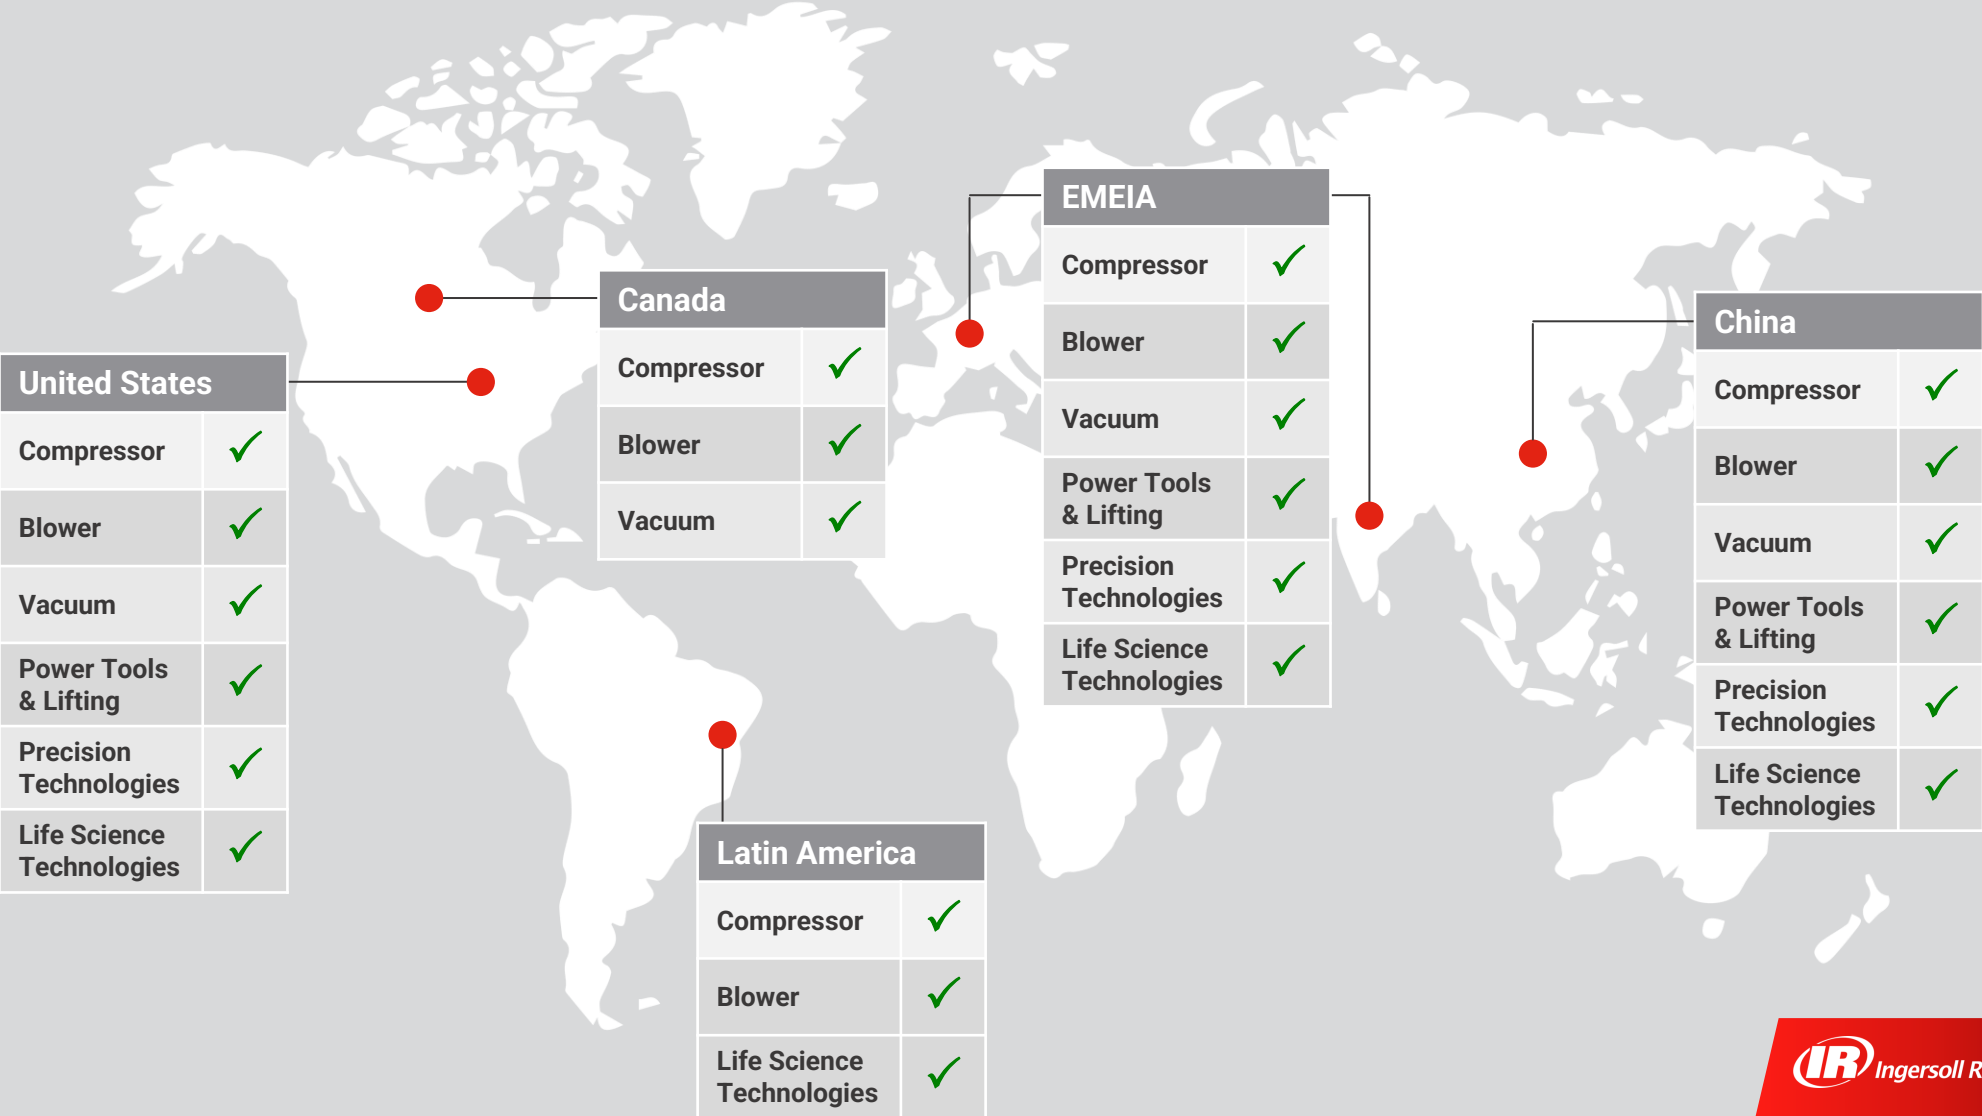 United States
Compressor
Blower
Vacuum
Power Tools
& Lifting
Precision
Technologies
Life Science
Technologies
Canada
Compressor
Blower
Vacuum
Latin America
Compressor
Blower
Life Science
Technologies
EMEIA
Compressor
Blower
Vacuum
Power Tools
& Lifting
Precision
Technologies
Life Science
Technologies
China
Compressor
Blower
Vacuum
Power Tools
& Lifting
Precision
Technologies
Life Science
Technologies
IR Ingersoll R